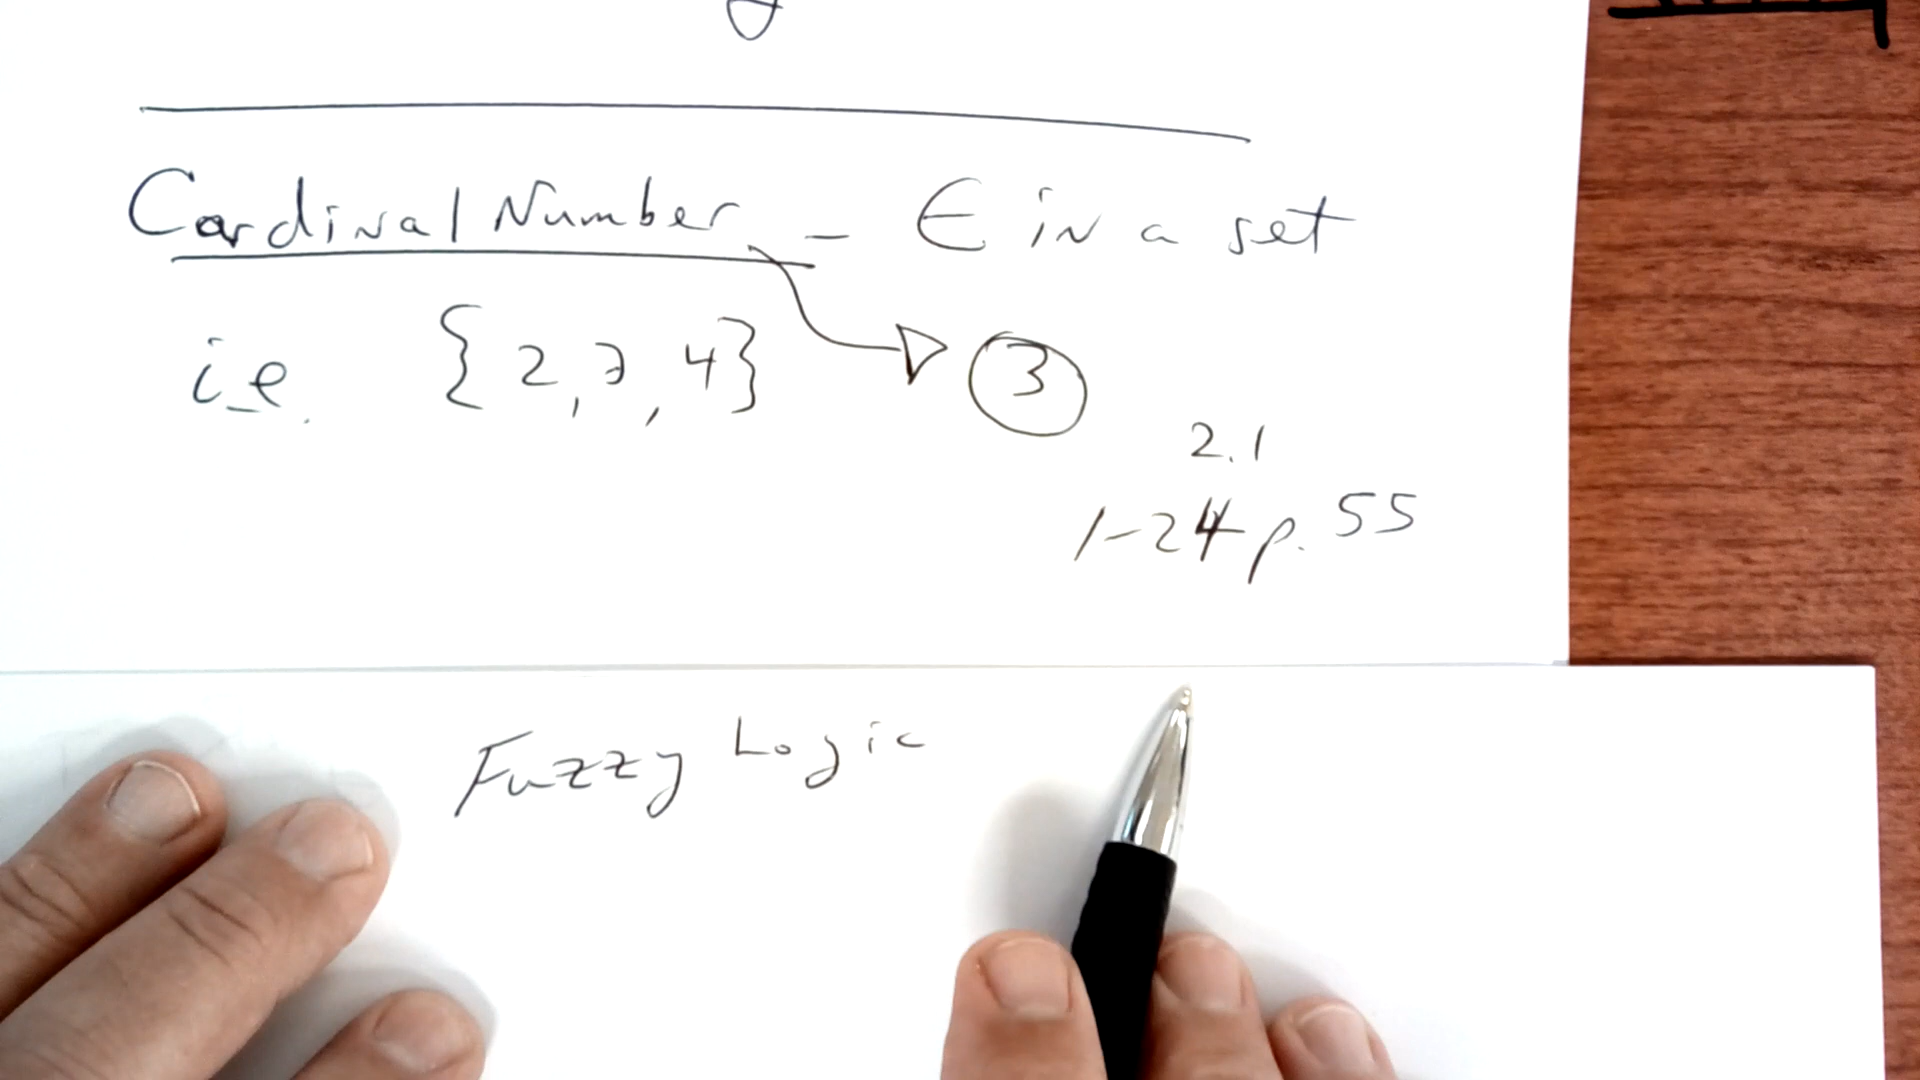 Cardinal Number - ∈ in a set
i.e. {2, 3, 4} 3
2.1
1-24 p. 55
Fuzzy Logic